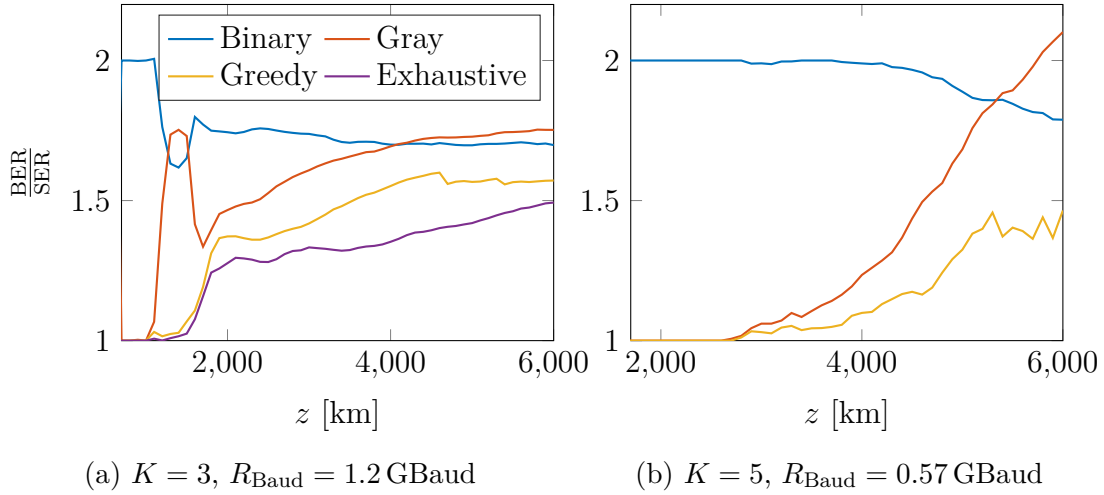 Binary Gray
Greedy Exhaustive
BER
SER
2
1.5
1
2,000 4,000 6,000
z [km]
(a) K = 3, R_Baud = 1.2 GBaud
2
1.5
1
2,000 4,000 6,000
z [km]
(b) K = 5, R_Baud = 0.57 GBaud